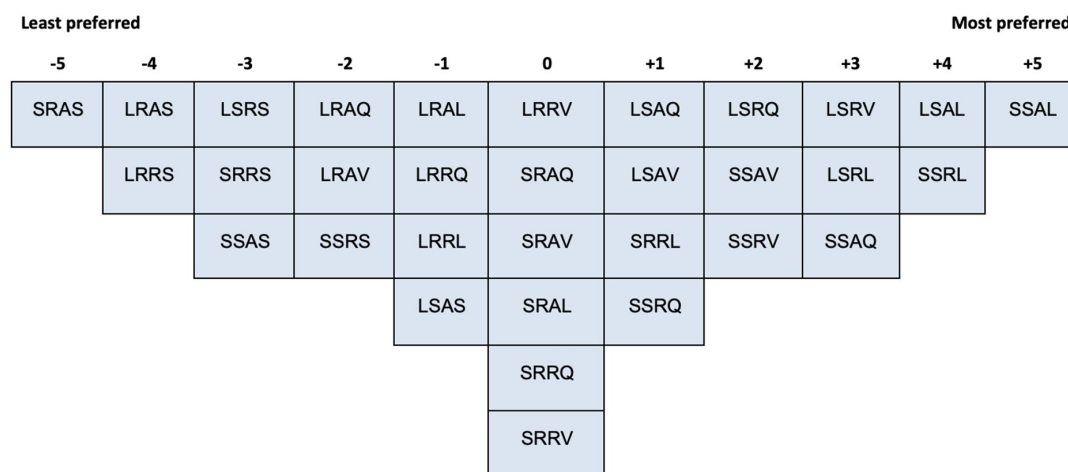 Least preferred Most preferred
-5 -4 -3 -2 -1 0 +1 +2 +3 +4 +5
SRAS LRAS LSRS LRAQ LRAL LRRV LSAQ LSRQ LSRV LSAL SSAL
LRRS SRRS LRAV LRRQ SRAQ LSAV SSAV LSRL SSRL
SSAS SSRS LRRL SRAV SRRL SSRV SSAQ
LSAS SRAL SSRQ
SRRQ
SRRV